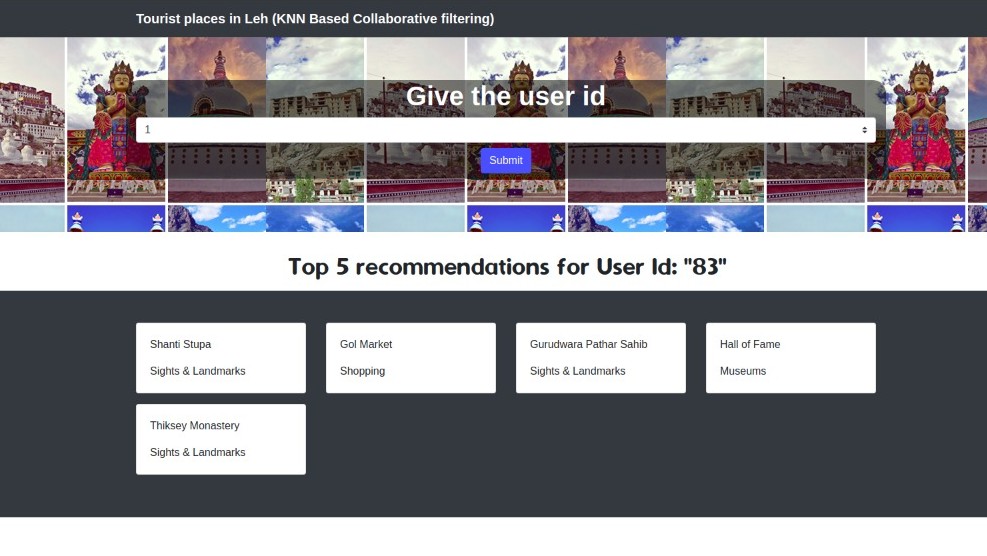 Tourist places in Leh (KNN Based Collaborative filtering)
Give the user id
1
Submit
Top 5 recommendations for User Id: "83"
Shanti Stupa
Sights & Landmarks
Gol Market
Shopping
Gurudwara Pathar Sahib
Sights & Landmarks
Hall of Fame
Museums
Thiksey Monastery
Sights & Landmarks